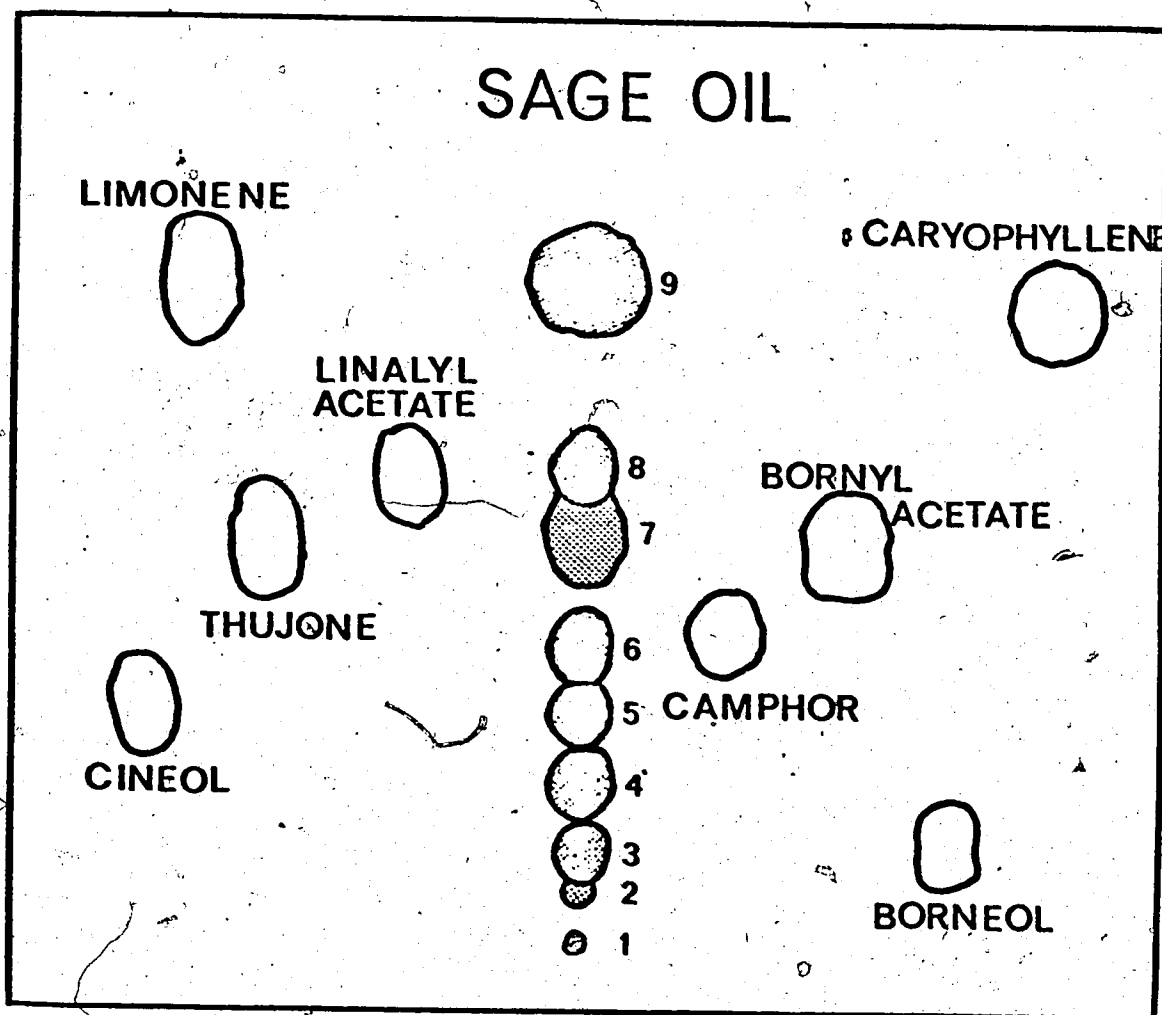 SAGE OIL
LIMONENE
β CARYOPHYLLENE
9
LINALYL
ACETATE
8
BORNYL
ACETATE
7
THUJONE
6
5
CAMPHOR
CINEOL
4
3
2
BORNEOL
1